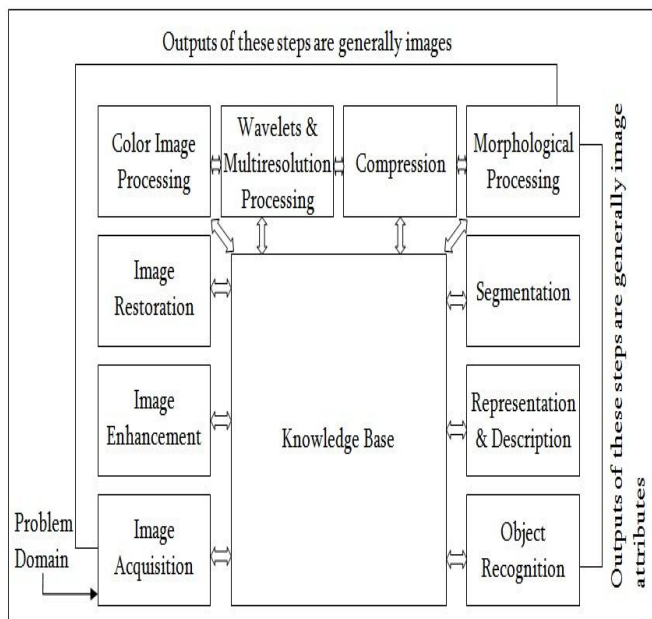 Outputs of these steps are generally images
Color Image
Processing
Wavelets &
Multiresolution
Processing
Compression
Morphological
Processing
Image
Restoration
Segmentation
Image
Enhancement
Knowledge Base
Representation
& Description
Problem
Domain
Image
Acquisition
Object
Recognition
Outputs of these steps are generally image
attributes